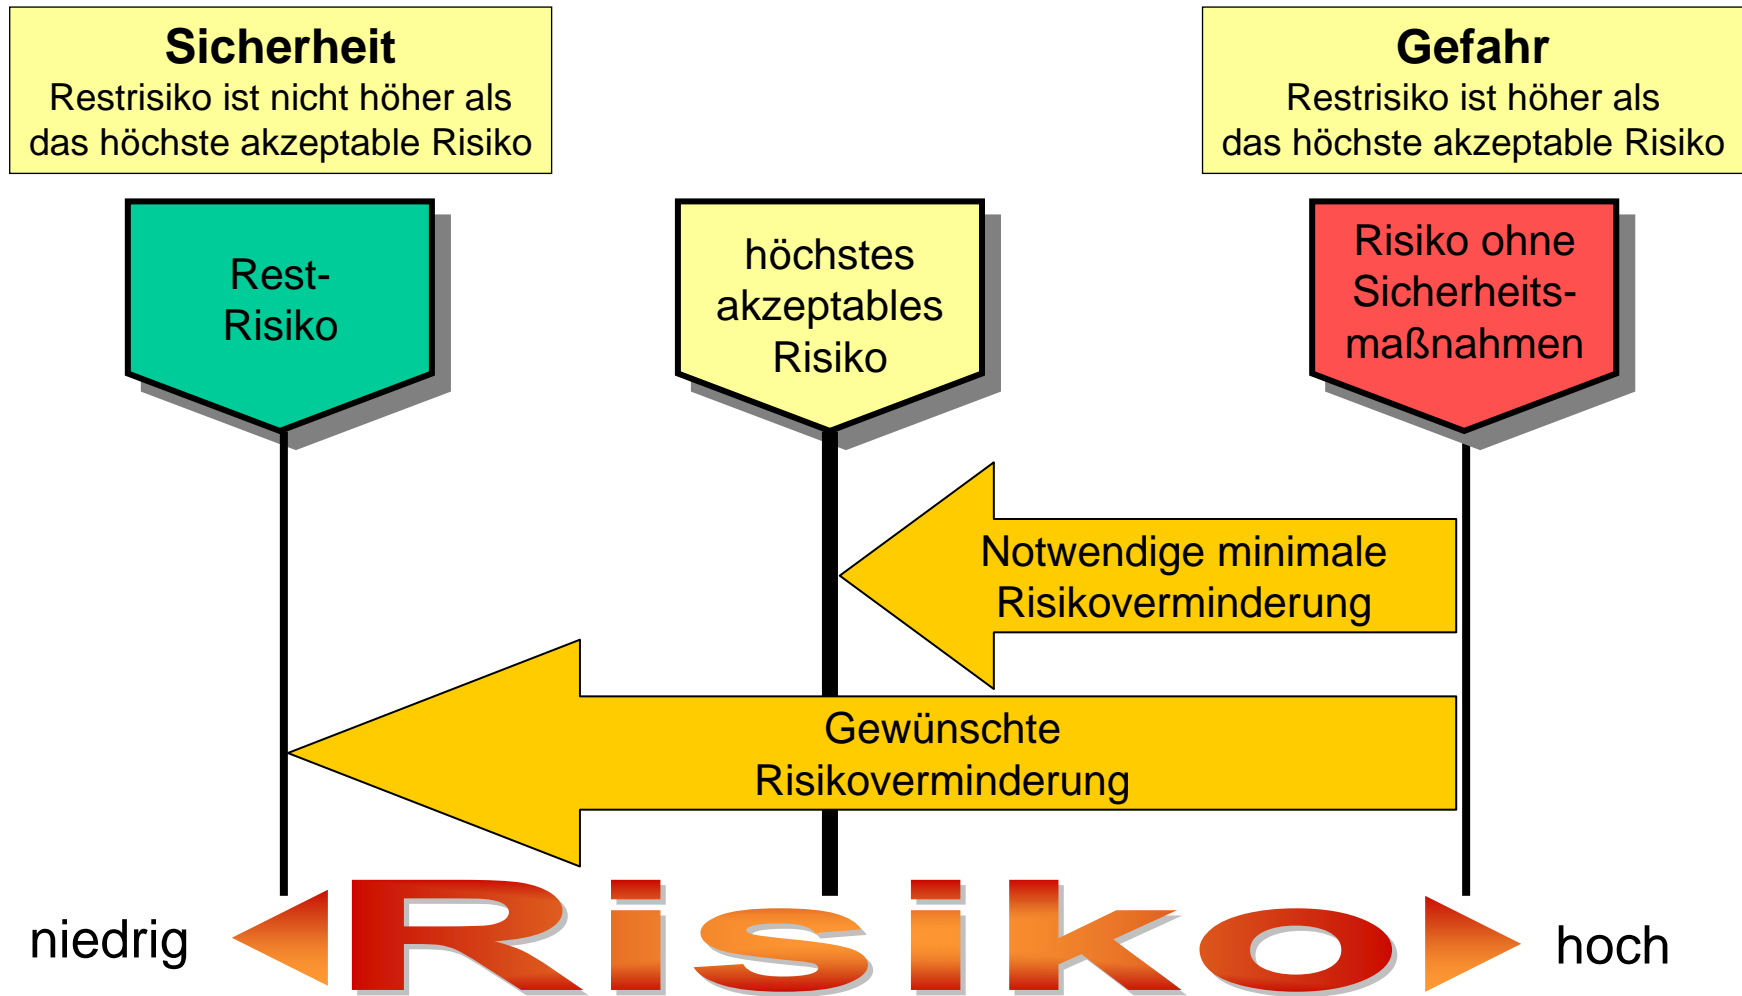 Sicherheit
Restrisiko ist nicht höher als
das höchste akzeptable Risiko
Gefahr
Restrisiko ist höher als
das höchste akzeptable Risiko
Rest-
Risiko
höchstes
akzeptables
Risiko
Risiko ohne
Sicherheits-
maßnahmen
Notwendige minimale
Risikoverminderung
Gewünschte
Risikoverminderung
niedrig
Risiko
hoch